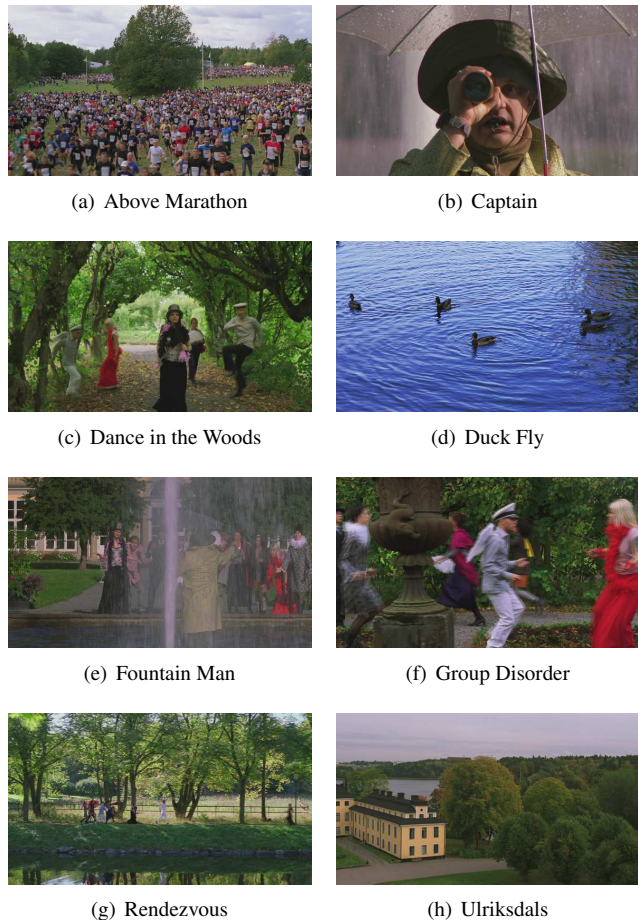 (a) Above Marathon
(b) Captain
(c) Dance in the Woods
(d) Duck Fly
(e) Fountain Man
(f) Group Disorder
(g) Rendezvous
(h) Ulriksdals